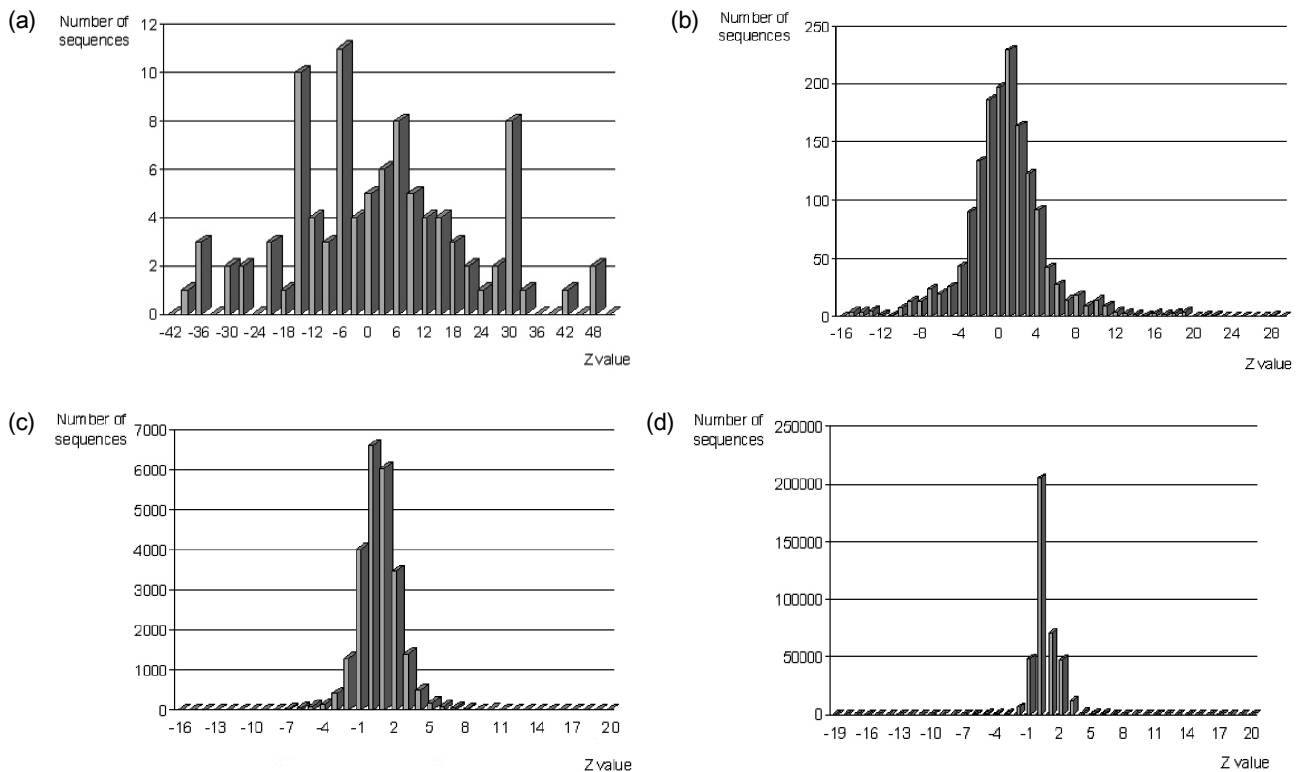 (a)
Number of
sequences
12
10
8
6
4
2
0
-42 -36 -30 -24 -18 -12 -6 0 6 12 18 24 30 36 42 48
Z value
(b)
Number of
sequences
250
200
150
100
50
0
-16 -12 -8 -4 0 4 8 12 16 20 24 28
Z value
(c)
Number of
sequences
7000
6000
5000
4000
3000
2000
1000
0
-16 -13 -10 -7 -4 -1 2 5 8 11 14 17 20
Z value
(d)
Number of
sequences
250000
200000
150000
100000
50000
0
-19 -16 -13 -10 -7 -4 -1 2 5 8 11 14 17 20
Z value